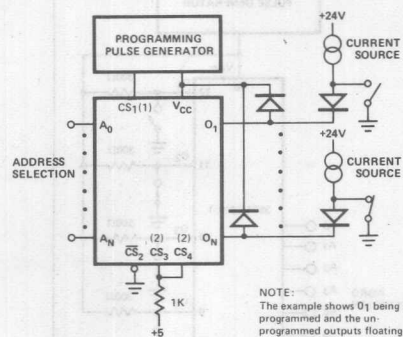 +24V
PROGRAMMING
PULSE GENERATOR
CURRENT
SOURCE
CS1(1)
VCC
A0
O1
+24V
ADDRESS
SELECTION
CURRENT
SOURCE
AN
ON
(2)
(2)
CS2
CS3
CS4
1K
+5
NOTE:
The example shows 01 being
programmed and the un-
programmed outputs floating